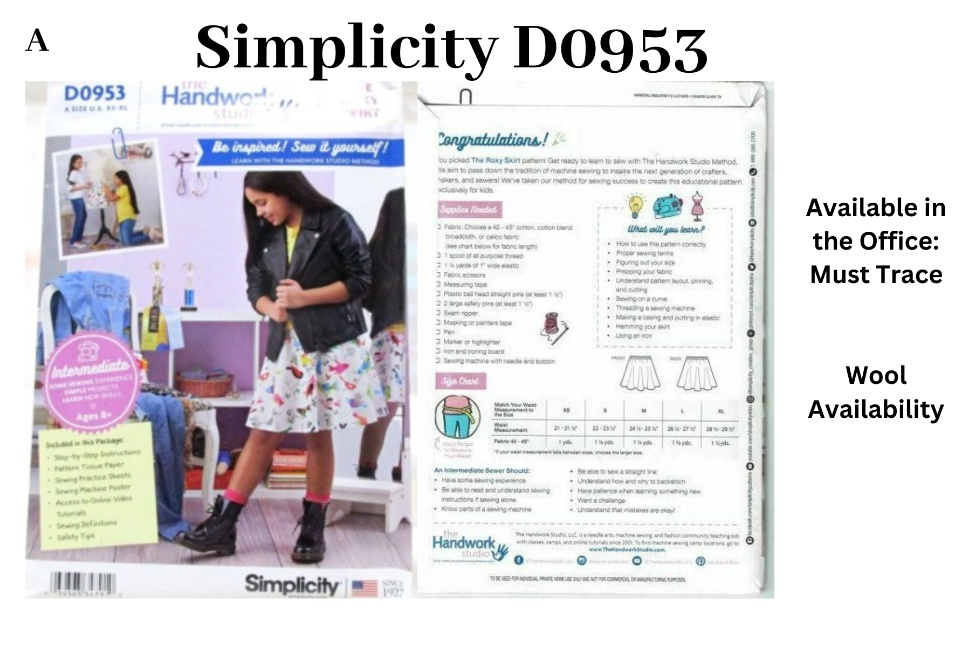 A
Simplicity D0953
D0953
A SIZE U.S. XS-XL
the
Handwork
studio
Be inspired! Sew it yourself!
LEARN WITH THE HANDWORK STUDIO METHOD
Intermediate
SOME SEWING EXPERIENCE
SIMPLE PROJECTS,
LEARN NEW SKILLS
Ages 8+
Included in this Package:
• Step-by-Step Instructions
• Pattern Tissue Paper
• Sewing Practice Sheets
• Sewing Machine Poster
• Access to Online Video
Tutorials
• Sewing Definitions
• Safety Tips
Simplicity
SINCE
1927
Congratulations!
You picked The Roxy Skirt pattern! Get ready to learn to sew with The Handwork Studio Method.
We aim to pass down the tradition of machine sewing to inspire the next generation of crafters,
makers, and sewers! We've taken our method for sewing success to create this educational pattern
exclusively for kids.
Supplies Needed
Fabric: Choose a 42 - 45" cotton, cotton blend
broadcloth, or calico fabric
(see chart below for fabric length)
1 spool of all purpose thread
1 ¼ yards of 1" wide elastic
Fabric scissors
Measuring tape
Plastic ball head straight pins (at least 1 ½")
2 large safety pins (at least 1 ½")
Seam ripper
Masking or painters tape
Pen
Marker or highlighter
Iron and ironing board
Sewing machine with needle and bobbin
What will you learn?
• How to use this pattern correctly
• Proper sewing terms
• Figuring out your size
• Prepping your fabric
• Understand pattern layout, pinning,
and cutting
• Sewing on a curve
• Threading a sewing machine
• Making a casing and putting in elastic
• Hemming your skirt
• Using an iron
FRONT BACK
Size Chart
Don't Forget
to Measure
Your Waist
Match Your Waist
Measurement to
the Size
XS S M L XL
Waist
Measurement
21 - 21 ½" 22 - 23 ½" 24 ½ - 25 ½" 26 ½ - 27 ½" 28 ½ - 29 ½"
Fabric 42 - 45"
*If your waist measurement falls between sizes, choose the larger size.
An Intermediate Sewer Should:
• Have some sewing experience
• Be able to read and understand sewing
instructions if sewing alone
• Know parts of a sewing machine
• Be able to sew a straight line
• Understand how and why to backstitch
• Have patience when learning something new
• Want a challenge
• Understand that mistakes are okay!
the
Handwork
studio
The Handwork Studio, LLC. is a needle arts, machine sewing, and fashion community teaching kids
with classes, camps, and online tutorials since 2001. To find machine sewing camp locations, go to
www.TheHandworkStudio.com.
TO BE USED FOR INDIVIDUAL PRIVATE HOME USE ONLY AND NOT FOR COMMERCIAL OR MANUFACTURING PURPOSES.
Available in
the Office:
Must Trace
Wool
Availability